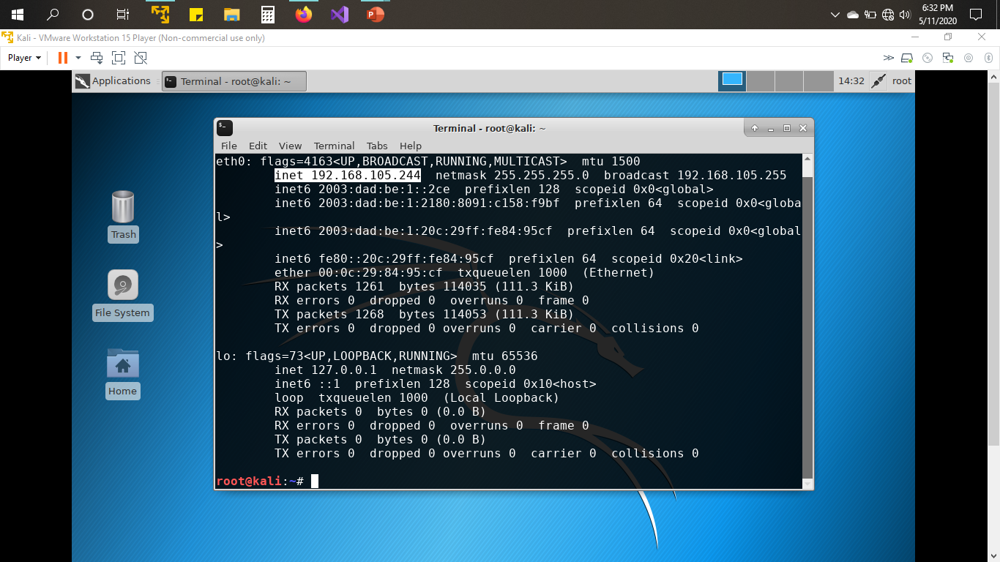 6:32 PM
5/11/2020
Kali - VMware Workstation 15 Player (Non-commercial use only)
Player
Applications
Terminal - root@kali: ~
14:32
root
Terminal - root@kali: ~
File Edit View Terminal Tabs Help
eth0: flags=4163<UP,BROADCAST,RUNNING,MULTICAST>  mtu 1500
        inet 192.168.105.244  netmask 255.255.255.0  broadcast 192.168.105.255
        inet6 2003:dad:be:1::2ce  prefixlen 128  scopeid 0x0<global>
        inet6 2003:dad:be:1:2180:8091:c158:f9bf  prefixlen 64  scopeid 0x0<globa
l>
        inet6 2003:dad:be:1:20c:29ff:fe84:95cf  prefixlen 64  scopeid 0x0<global
>
        inet6 fe80::20c:29ff:fe84:95cf  prefixlen 64  scopeid 0x20<link>
        ether 00:0c:29:84:95:cf  txqueuelen 1000  (Ethernet)
        RX packets 1261  bytes 114035 (111.3 KiB)
        RX errors 0  dropped 0  overruns 0  frame 0
        TX packets 1268  bytes 114053 (111.3 KiB)
        TX errors 0  dropped 0 overruns 0  carrier 0  collisions 0
lo: flags=73<UP,LOOPBACK,RUNNING>  mtu 65536
        inet 127.0.0.1  netmask 255.0.0.0
        inet6 ::1  prefixlen 128  scopeid 0x10<host>
        loop  txqueuelen 1000  (Local Loopback)
        RX packets 0  bytes 0 (0.0 B)
        RX errors 0  dropped 0  overruns 0  frame 0
        TX packets 0  bytes 0 (0.0 B)
        TX errors 0  dropped 0 overruns 0  carrier 0  collisions 0
root@kali:~#
Trash
File System
Home